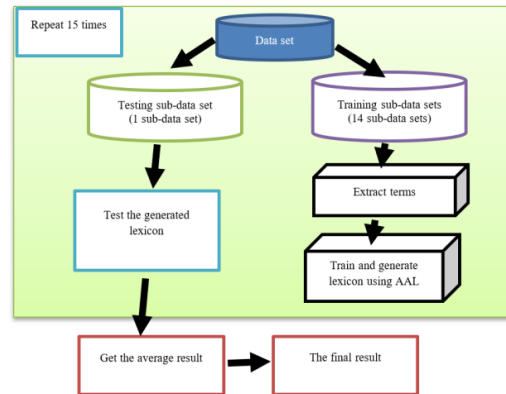 Repeat 15 times
Data set
Testing sub-data set
(1 sub-data set)
Training sub-data sets
(14 sub-data sets)
Extract terms
Test the generated
lexicon
Train and generate
lexicon using AAL
Get the average result
The final result